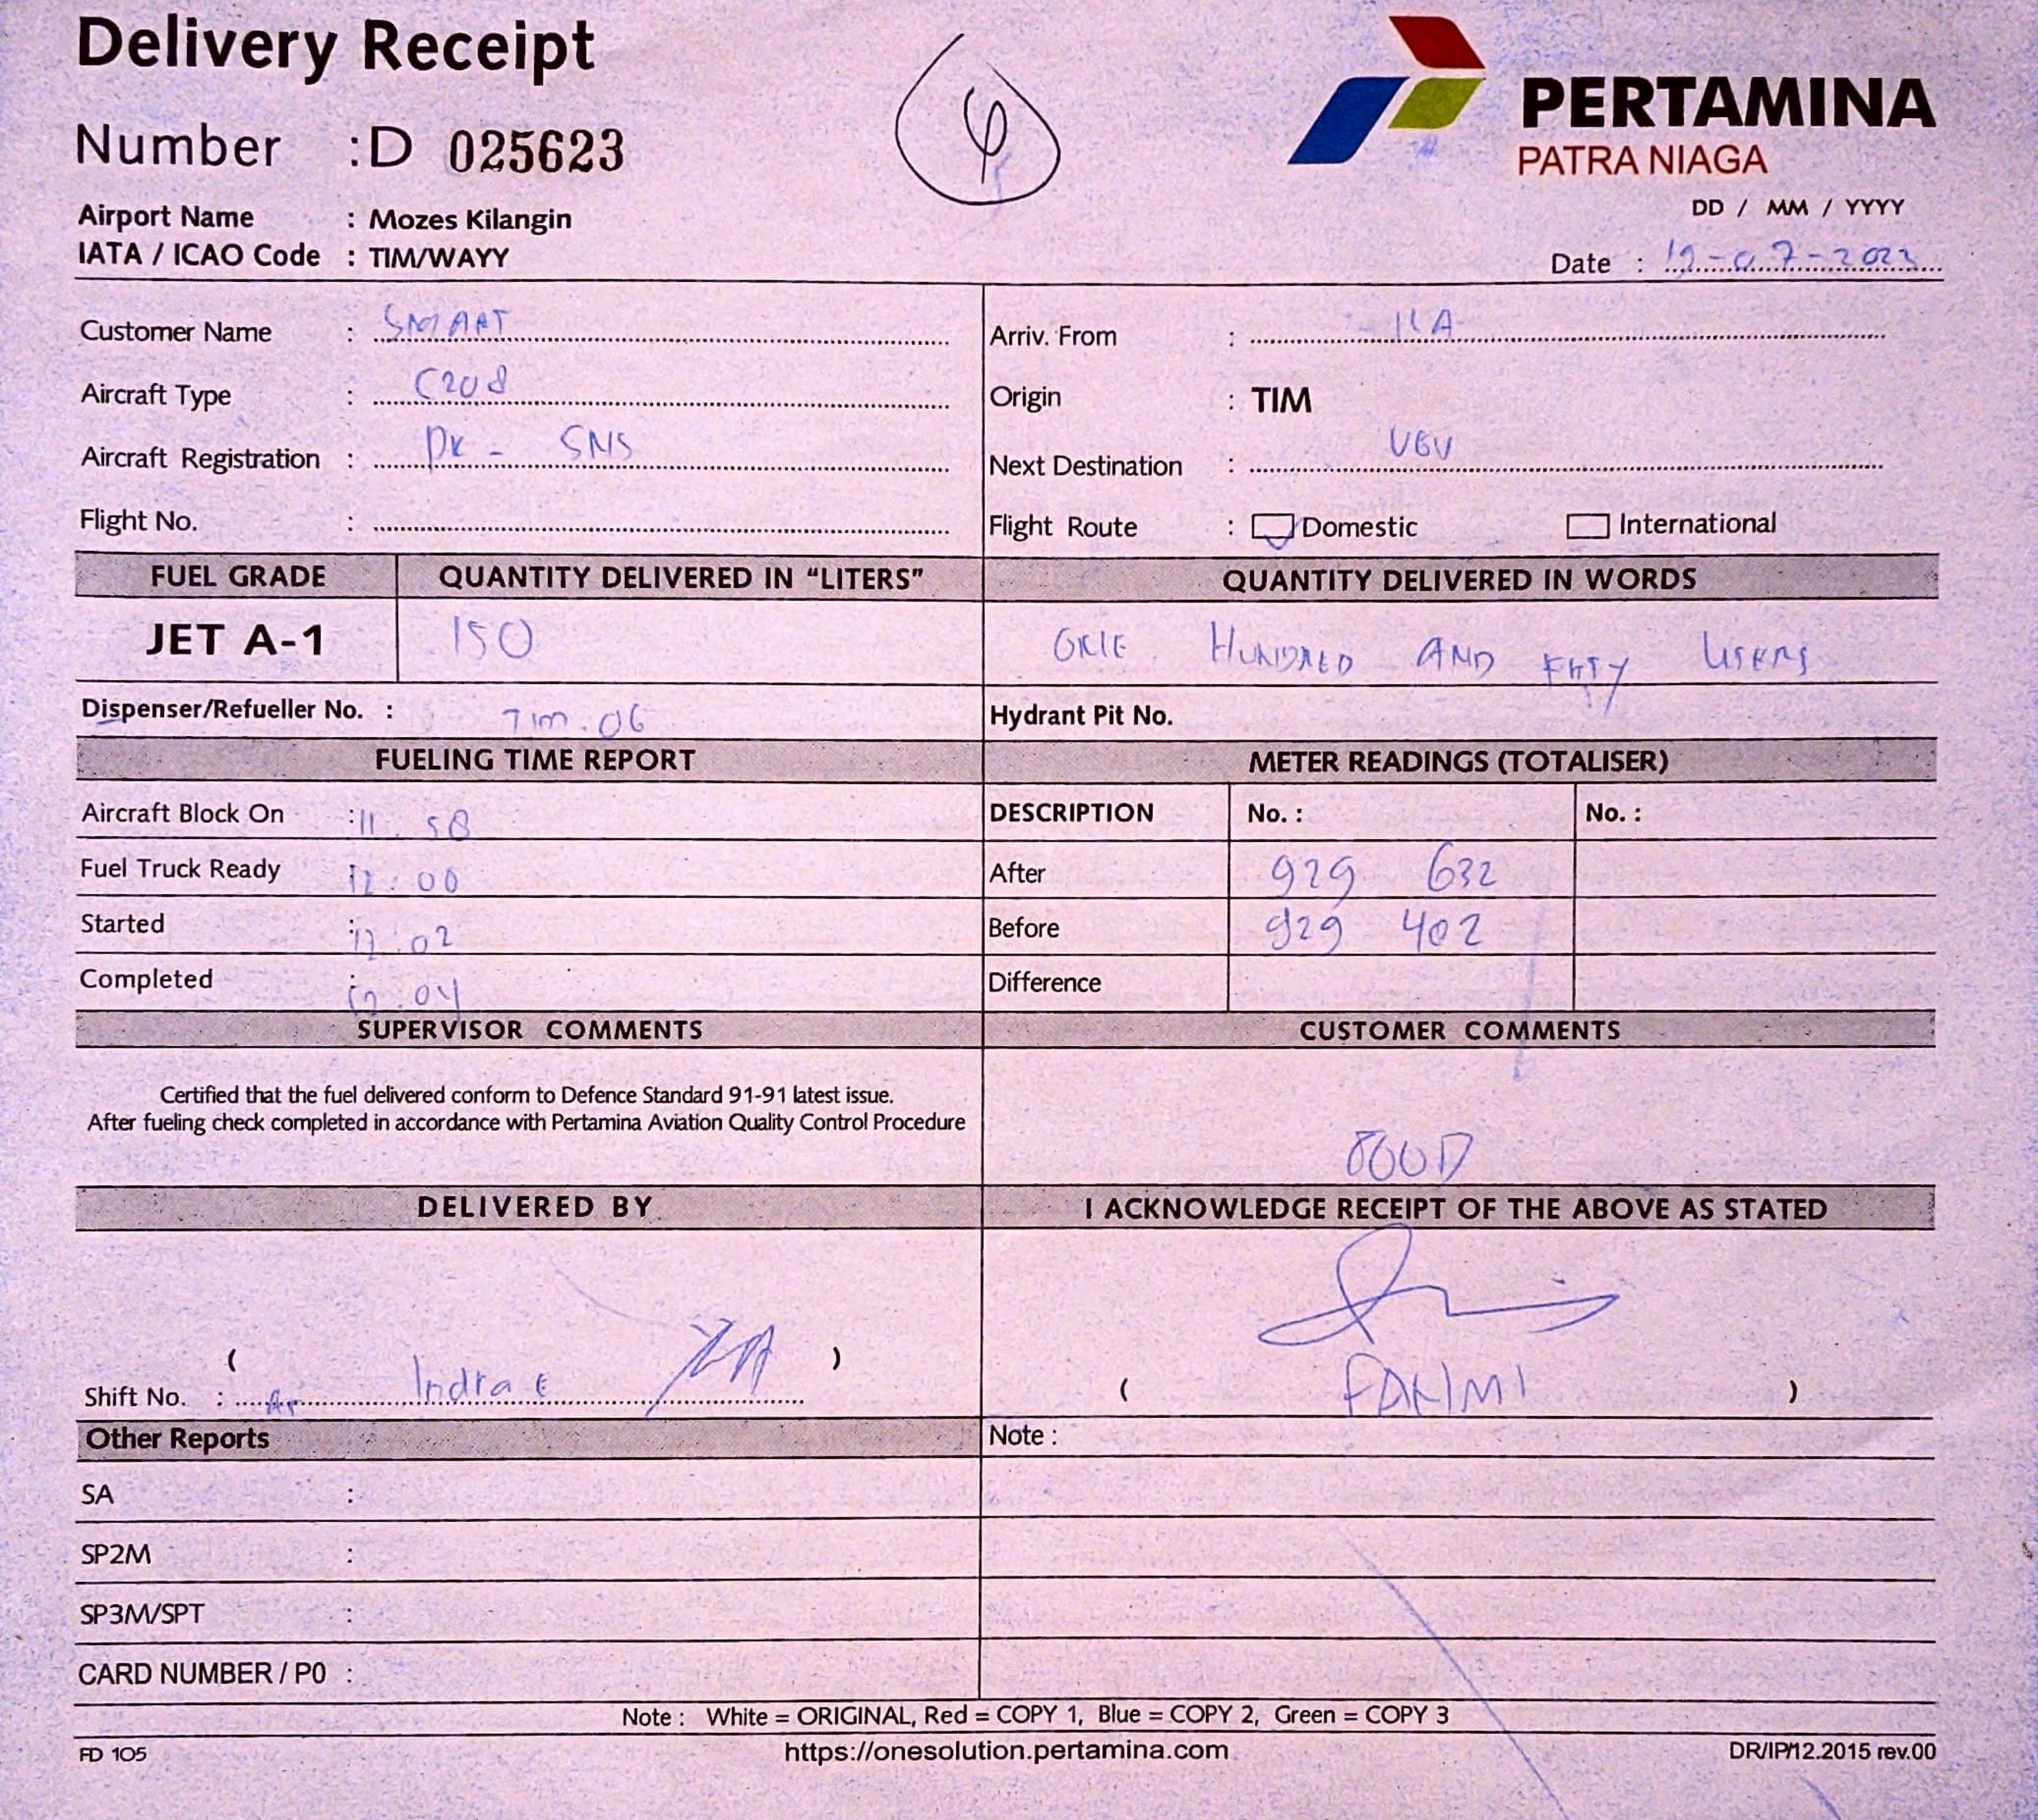 Delivery Receipt
Number : D 025623
4
PERTAMINA
PATRA NIAGA
Airport Name : Mozes Kilangin
IATA / ICAO Code : TIM/WAYY
DD / MM / YYYY
Date : 19-07-2023
Customer Name : SMART
Arriv. From :
Aircraft Type : C208
Origin : TIM
Aircraft Registration : PK - SNS
Next Destination :
Flight No. :
Flight Route : Domestic International
FUEL GRADE QUANTITY DELIVERED IN "LITERS" QUANTITY DELIVERED IN WORDS
JET A-1 150 ONE HUNDRED AND FIFTY LITERS
Dispenser/Refueller No. : TIM.06 Hydrant Pit No.
FUELING TIME REPORT METER READINGS (TOTALISER)
Aircraft Block On : 11.58 DESCRIPTION No. : No. :
Fuel Truck Ready 12:00 After 929 632
Started : 12.02 Before 929 402
Completed : 12.04 Difference
SUPERVISOR COMMENTS CUSTOMER COMMENTS
Certified that the fuel delivered conform to Defence Standard 91-91 latest issue.
After fueling check completed in accordance with Pertamina Aviation Quality Control Procedure
GOOD
DELIVERED BY I ACKNOWLEDGE RECEIPT OF THE ABOVE AS STATED
( )
Shift No. : Indra E
( FAHMI )
Other Reports Note :
SA :
SP2M :
SP3M/SPT :
CARD NUMBER / P0 :
Note : White = ORIGINAL, Red = COPY 1, Blue = COPY 2, Green = COPY 3
FD 105 https://onesolution.pertamina.com DR/IP/12.2015 rev.00